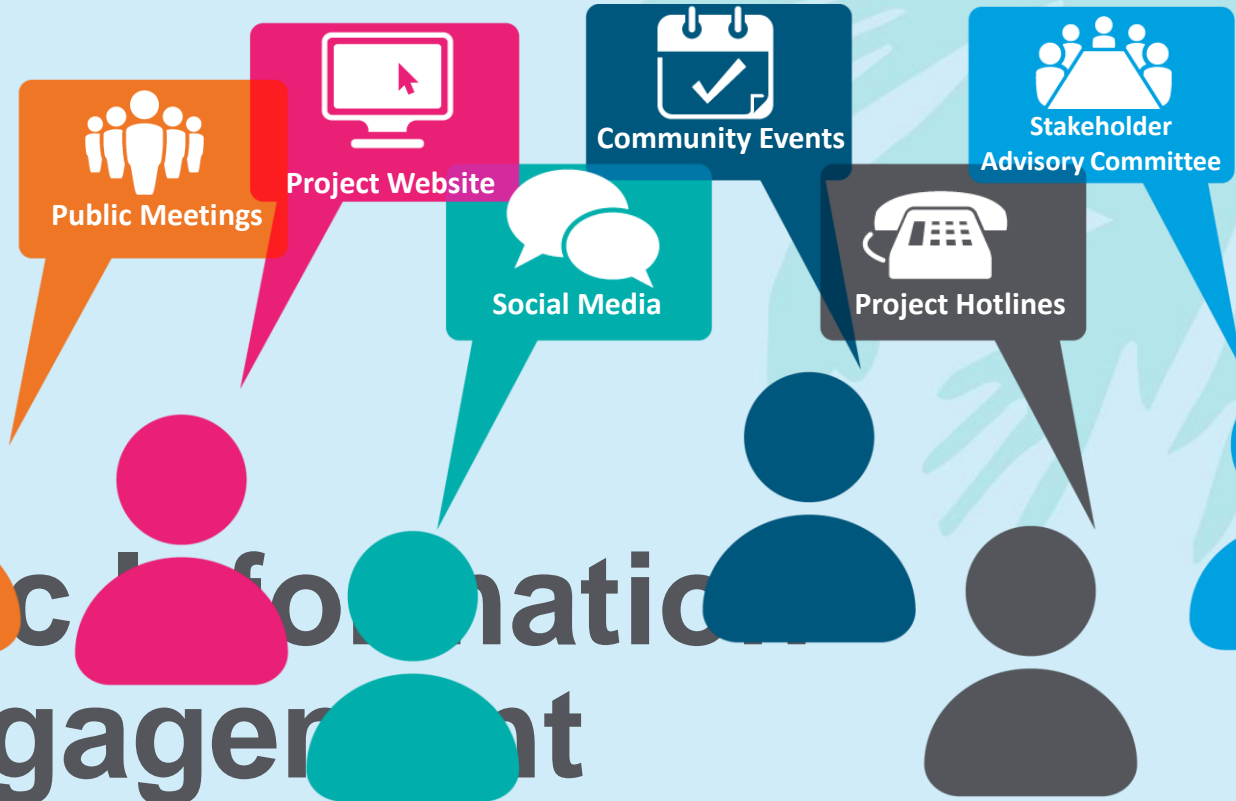 Public Meetings
Project Website
Social Media
Community Events
Project Hotlines
Stakeholder
Advisory Committee